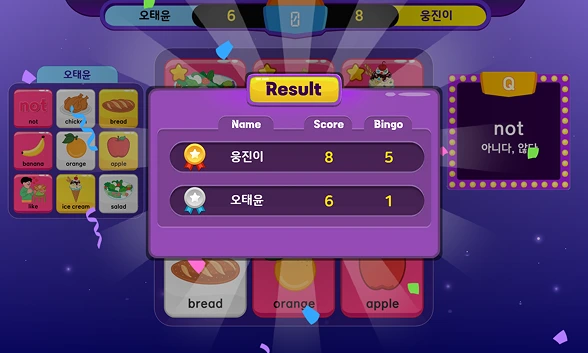 오태윤 6 0 8 웅진이
오태윤
not chicken bread
banana orange apple
like ice cream salad
Result
Name Score Bingo
웅진이 8 5
오태윤 6 1
Q
not
아니다, 않다
bread orange apple